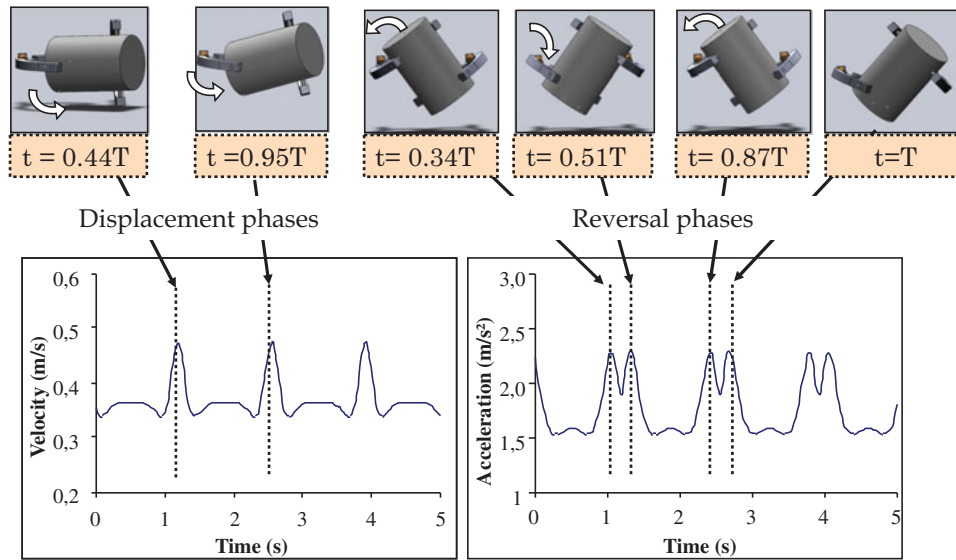 t = 0.44T
t =0.95T
t= 0.34T
t= 0.51T
t= 0.87T
t=T
Displacement phases
Reversal phases
0,6
0,5
0,4
0,3
0,2
Velocity (m/s)
0
1
2
3
4
5
Time (s)
3,0
2,5
2,0
1,5
1
Acceleration (m/s²)
0
1
2
3
4
5
Time (s)